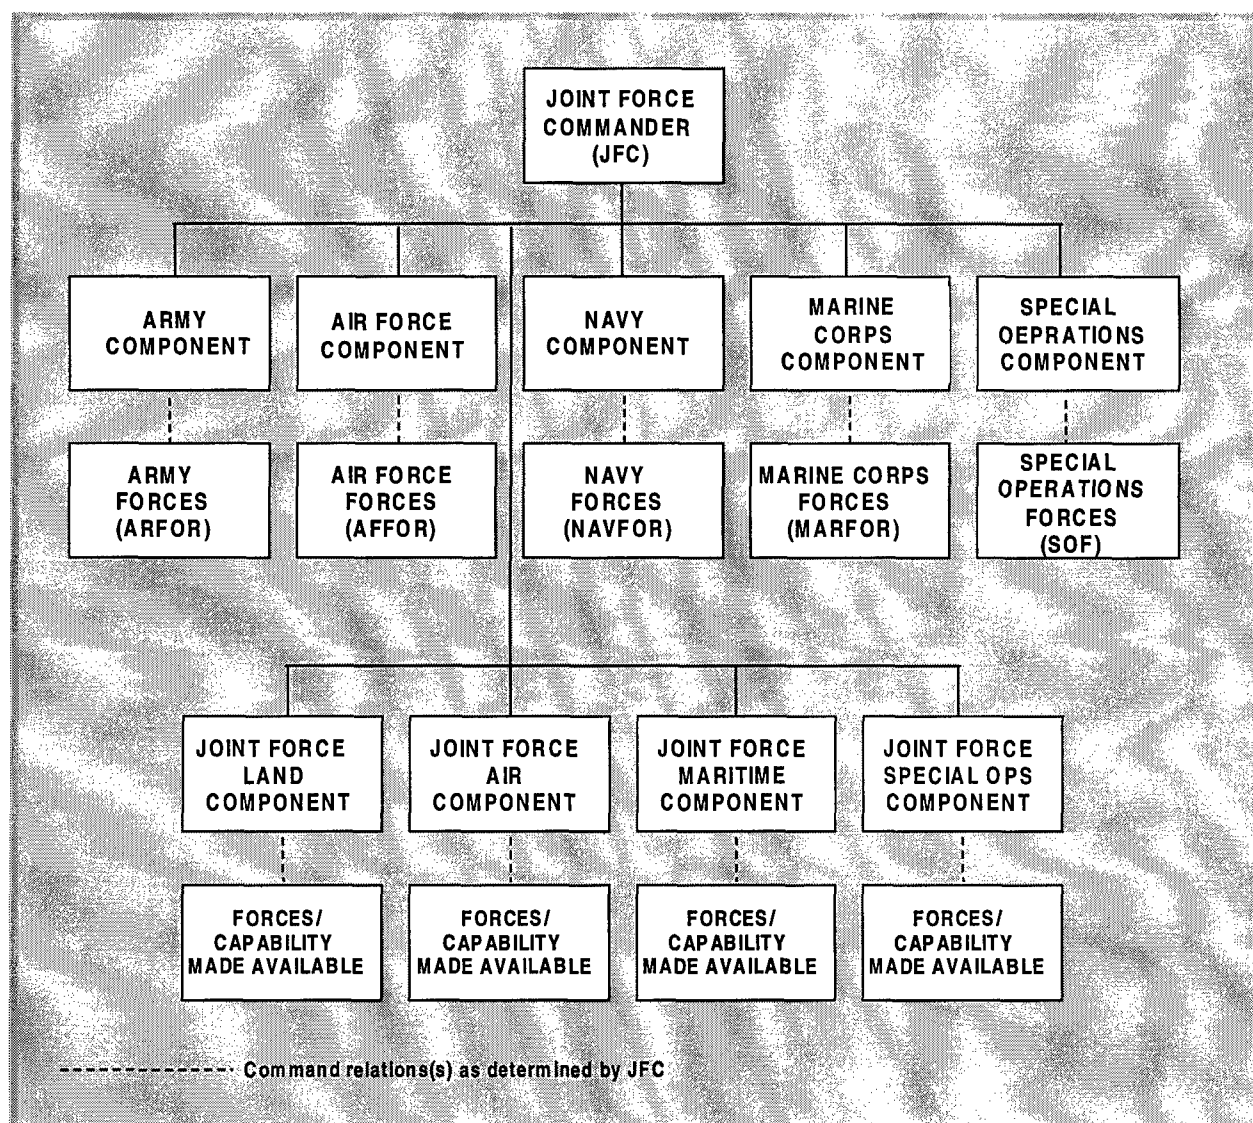 JOINT FORCE
COMMANDER
(JFC)
ARMY
COMPONENT
AIR FORCE
COMPONENT
NAVY
COMPONENT
MARINE
CORPS
COMPONENT
SPECIAL
OEPRATIONS
COMPONENT
ARMY
FORCES
(ARFOR)
AIR FORCE
FORCES
(AFFOR)
NAVY
FORCES
(NAVFOR)
MARINE CORPS
FORCES
(MARFOR)
SPECIAL
OPERATIONS
FORCES
(SOF)
JOINT FORCE
LAND
COMPONENT
JOINT FORCE
AIR
COMPONENT
JOINT FORCE
MARITIME
COMPONENT
JOINT FORCE
SPECIAL OPS
COMPONENT
FORCES/
CAPABILITY
MADE AVAILABLE
FORCES/
CAPABILITY
MADE AVAILABLE
FORCES/
CAPABILITY
MADE AVAILABLE
FORCES/
CAPABILITY
MADE AVAILABLE
Command relations(s) as determined by JFC